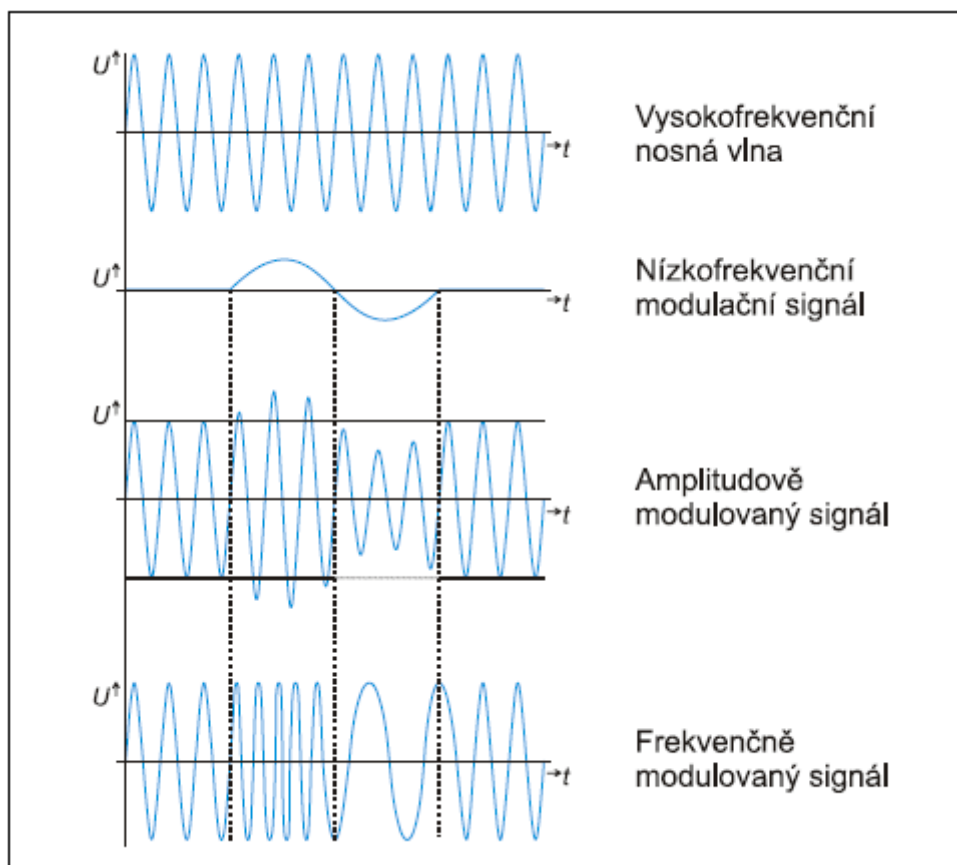 U
t
Vysokofrekvenční
nosná vlna
U
t
Nízkofrekvenční
modulační signál
U
t
Amplitudově
modulovaný signál
U
t
Frekvenčně
modulovaný signál